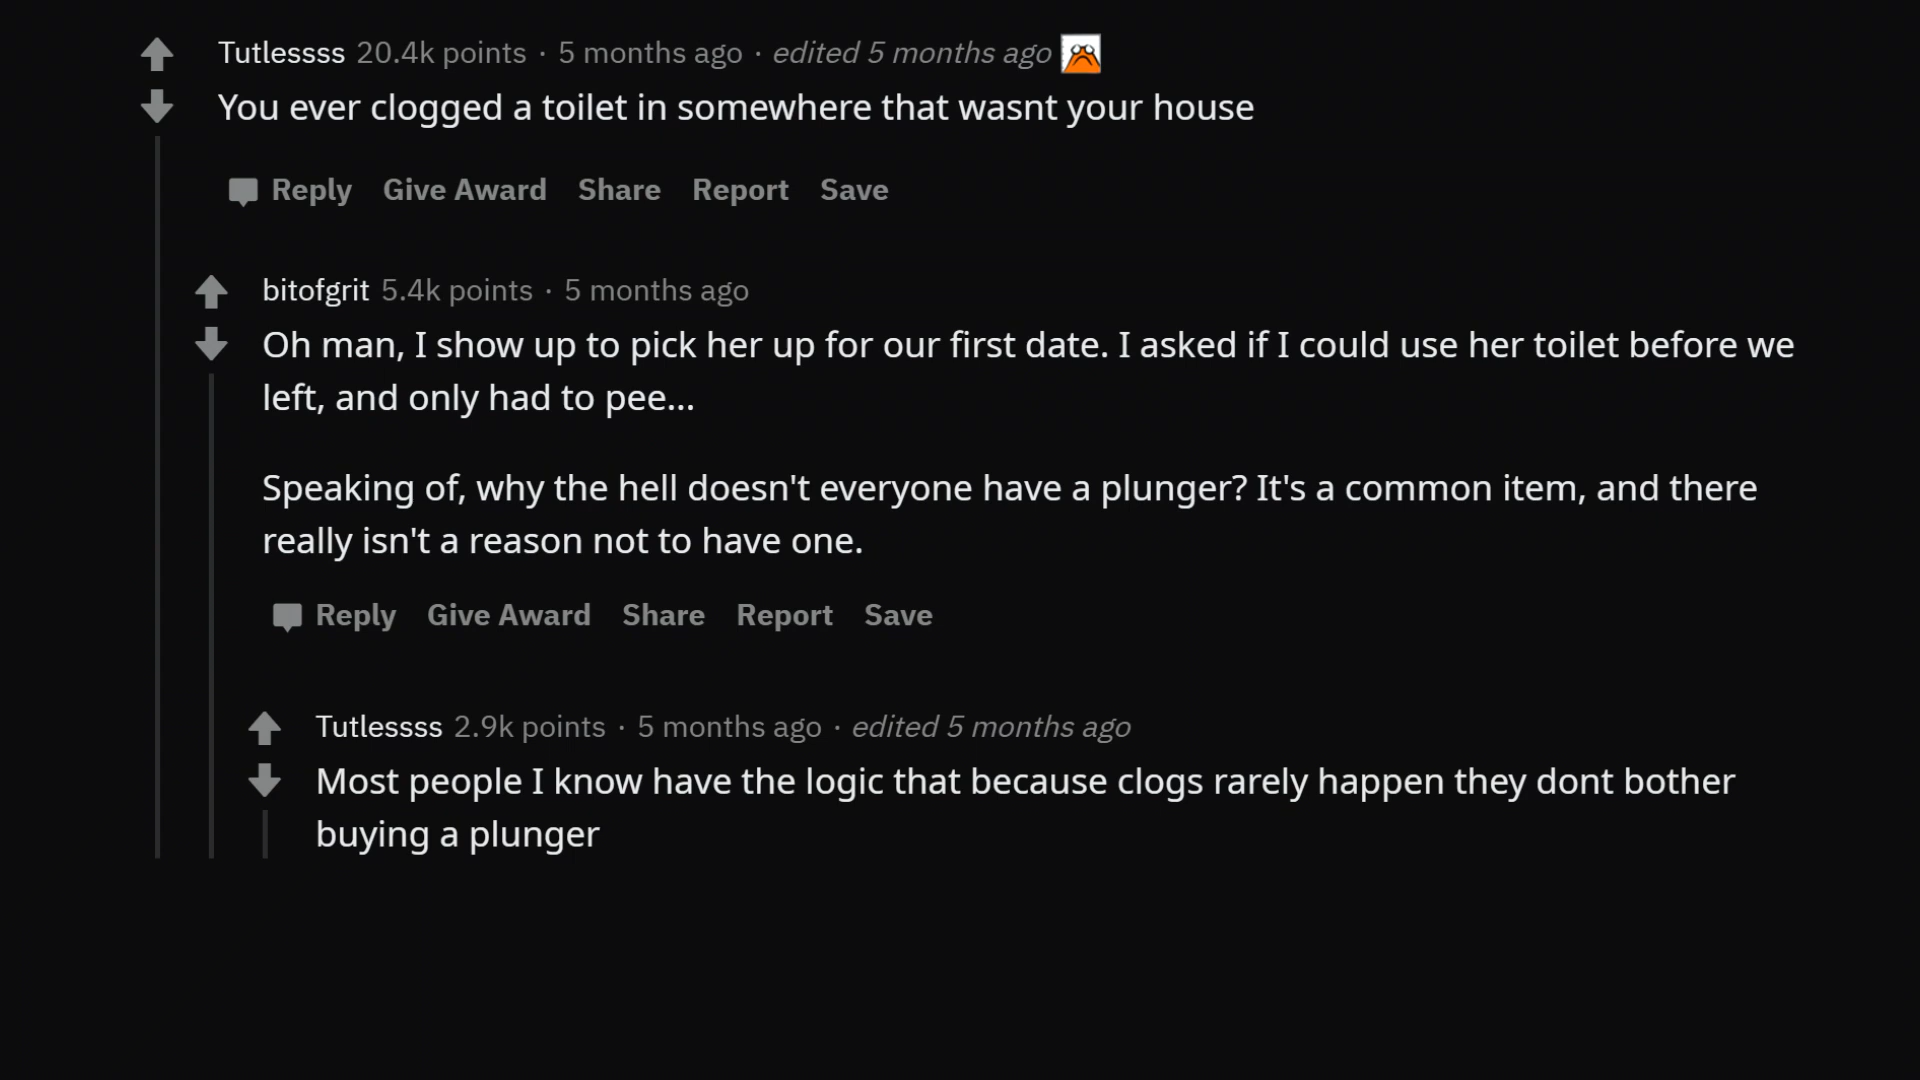 Tutlessss 20.4k points · 5 months ago · edited 5 months ago
You ever clogged a toilet in somewhere that wasnt your house
Reply Give Award Share Report Save
bitofgrit 5.4k points · 5 months ago
Oh man, I show up to pick her up for our first date. I asked if I could use her toilet before we
left, and only had to pee...
Speaking of, why the hell doesn't everyone have a plunger? It's a common item, and there
really isn't a reason not to have one.
Reply Give Award Share Report Save
Tutlessss 2.9k points · 5 months ago · edited 5 months ago
Most people I know have the logic that because clogs rarely happen they dont bother
buying a plunger